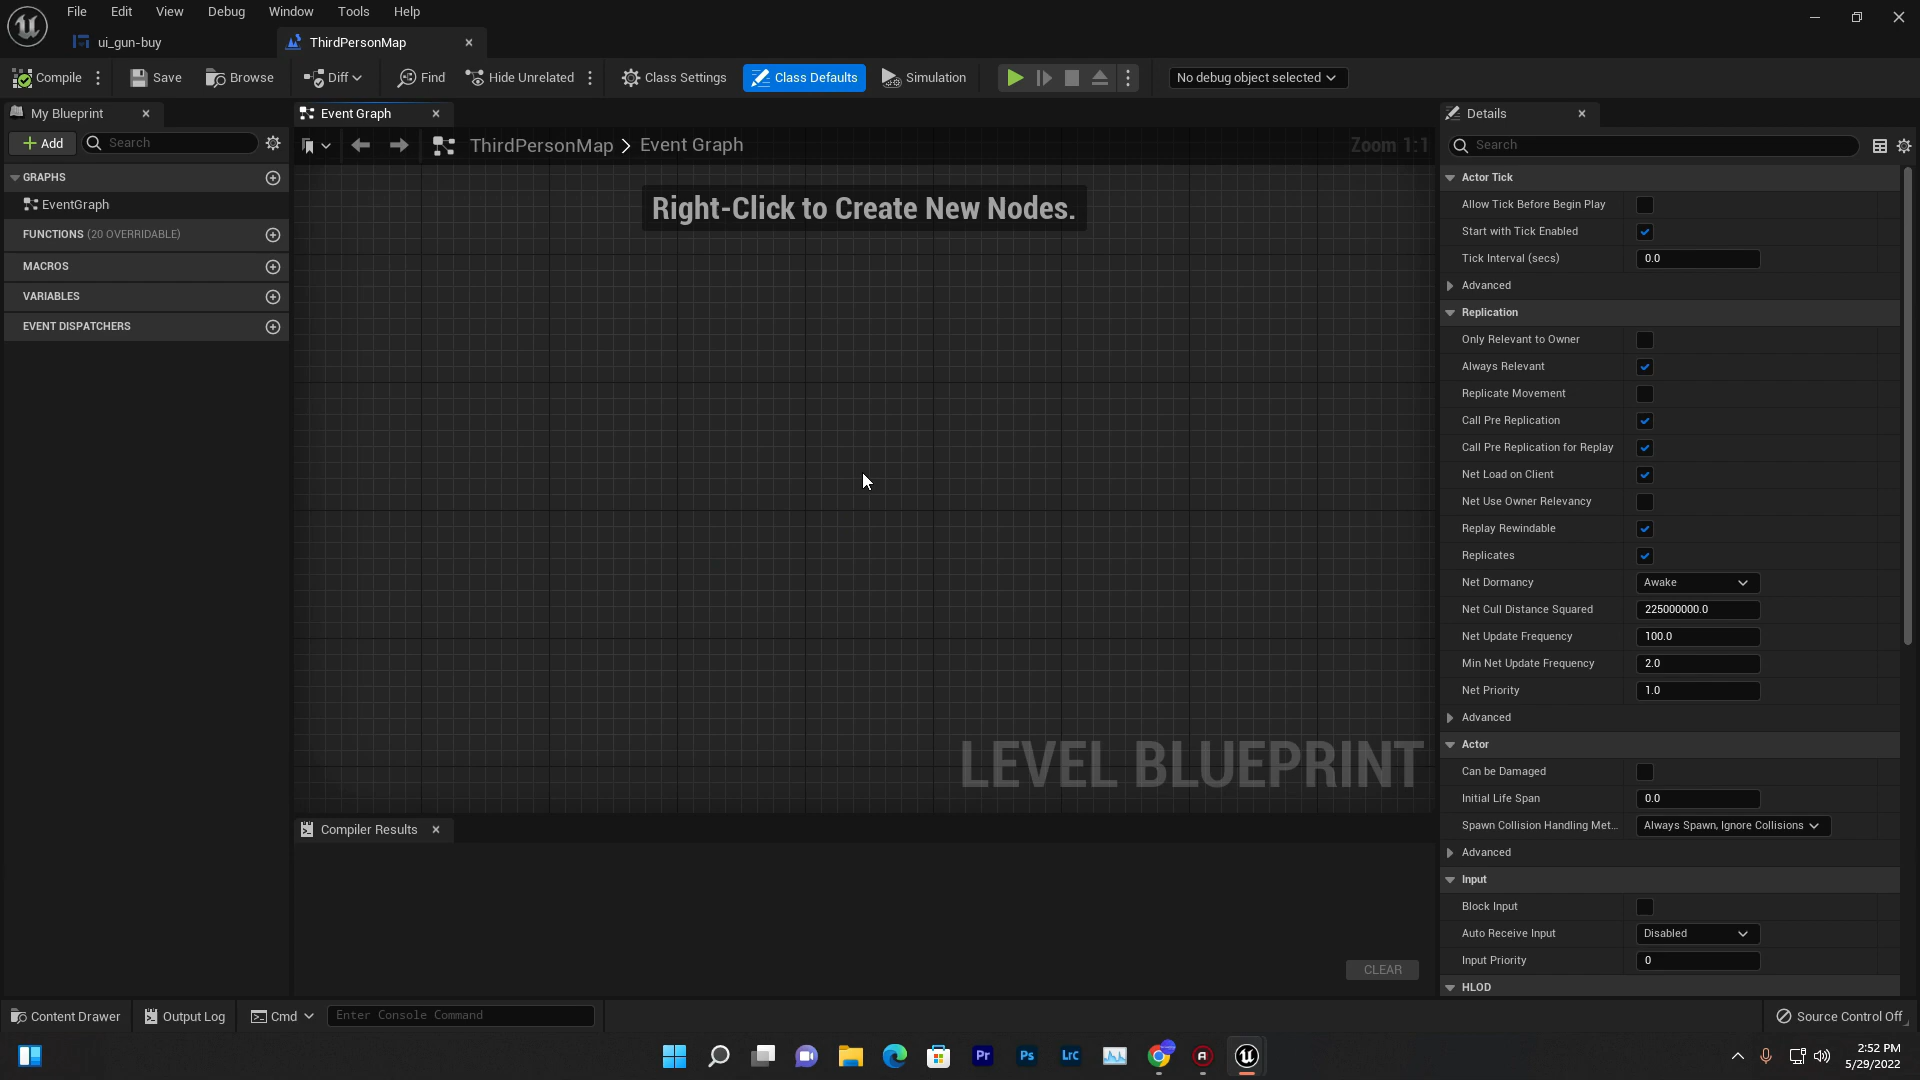 File Edit View Debug Window Tools Help
ui_gun-buy ThirdPersonMap
Compile Save Browse Diff Find Hide Unrelated Class Settings Class Defaults Simulation No debug object selected
My Blueprint
Add Search
GRAPHS
EventGraph
FUNCTIONS (20 OVERRIDABLE)
MACROS
VARIABLES
EVENT DISPATCHERS
Event Graph
ThirdPersonMap > Event Graph Zoom 1:1
Right-Click to Create New Nodes.
LEVEL BLUEPRINT
Compiler Results
CLEAR
Details
Search
Actor Tick
Allow Tick Before Begin Play
Start with Tick Enabled
Tick Interval (secs) 0.0
Advanced
Replication
Only Relevant to Owner
Always Relevant
Replicate Movement
Call Pre Replication
Call Pre Replication for Replay
Net Load on Client
Net Use Owner Relevancy
Replay Rewindable
Replicates
Net Dormancy Awake
Net Cull Distance Squared 225000000.0
Net Update Frequency 100.0
Min Net Update Frequency 2.0
Net Priority 1.0
Advanced
Actor
Can be Damaged
Initial Life Span 0.0
Spawn Collision Handling Met... Always Spawn, Ignore Collisions
Advanced
Input
Block Input
Auto Receive Input Disabled
Input Priority 0
HLOD
Content Drawer Output Log Cmd Enter Console Command Source Control Off
Pr Ps LrC
2:52 PM
5/29/2022